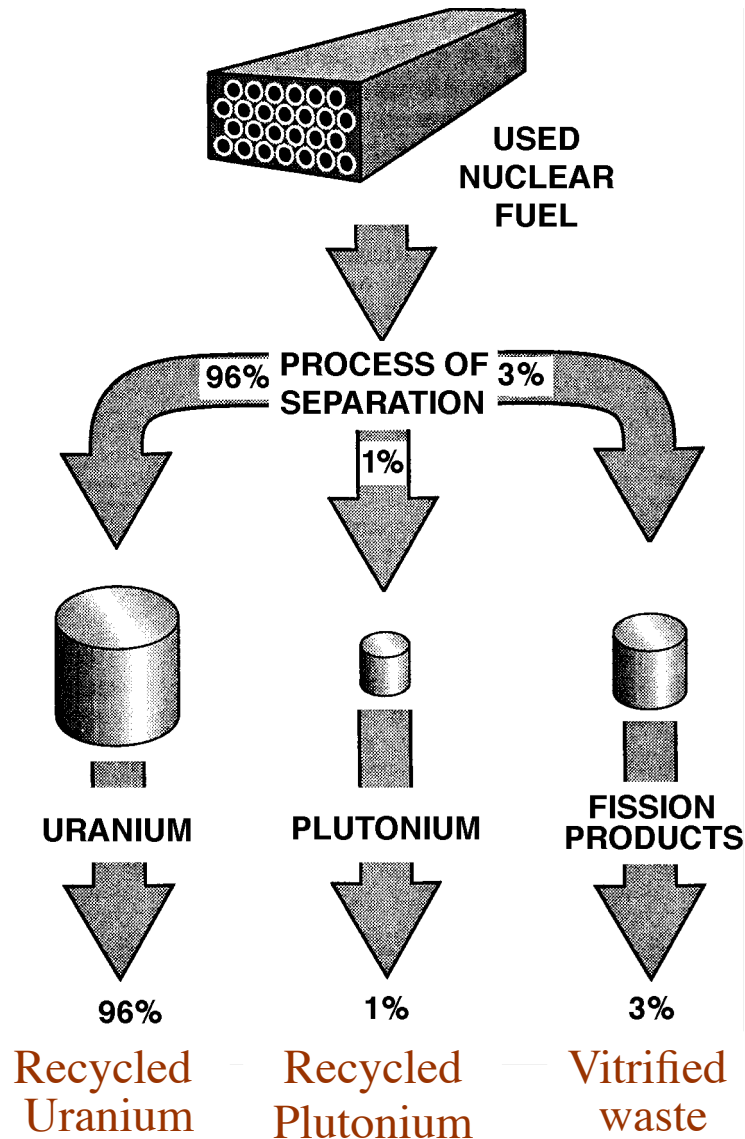 USED
NUCLEAR
FUEL
96%
PROCESS OF
SEPARATION
3%
1%
URANIUM
PLUTONIUM
FISSION
PRODUCTS
96%
1%
3%
Recycled
Uranium
Recycled
Plutonium
Vitrified
waste